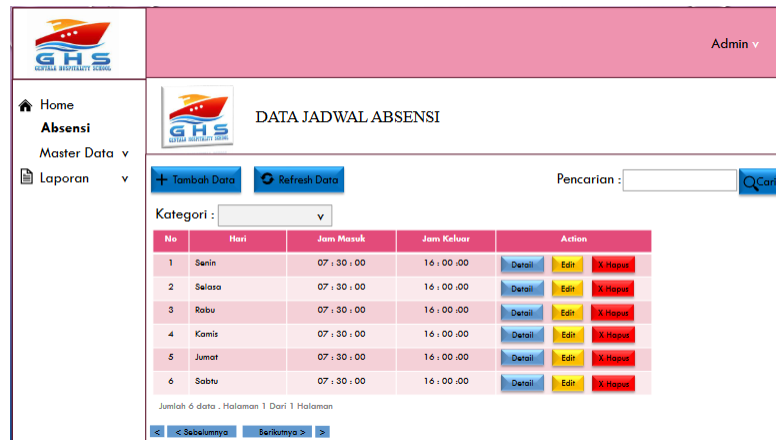 GHS
GENTALA HOSPITALITY SCHOOL
Admin v
Home
Absensi
Master Data v
Laporan v
GHS
GENTALA HOSPITALITY SCHOOL
DATA JADWAL ABSENSI
+ Tambah Data
Refresh Data
Pencarian :
Cari
Kategori : v
No Hari Jam Masuk Jam Keluar Action
1 Senin 07 : 30 : 00 16 : 00 :00 Detail Edit X Hapus
2 Selasa 07 : 30 : 00 16 : 00 :00 Detail Edit X Hapus
3 Rabu 07 : 30 : 00 16 : 00 :00 Detail Edit X Hapus
4 Kamis 07 : 30 : 00 16 : 00 :00 Detail Edit X Hapus
5 Jumat 07 : 30 : 00 16 : 00 :00 Detail Edit X Hapus
6 Sabtu 07 : 30 : 00 16 : 00 :00 Detail Edit X Hapus
Jumlah 6 data . Halaman 1 Dari 1 Halaman
< < Sebelumnya Berikutnya > >